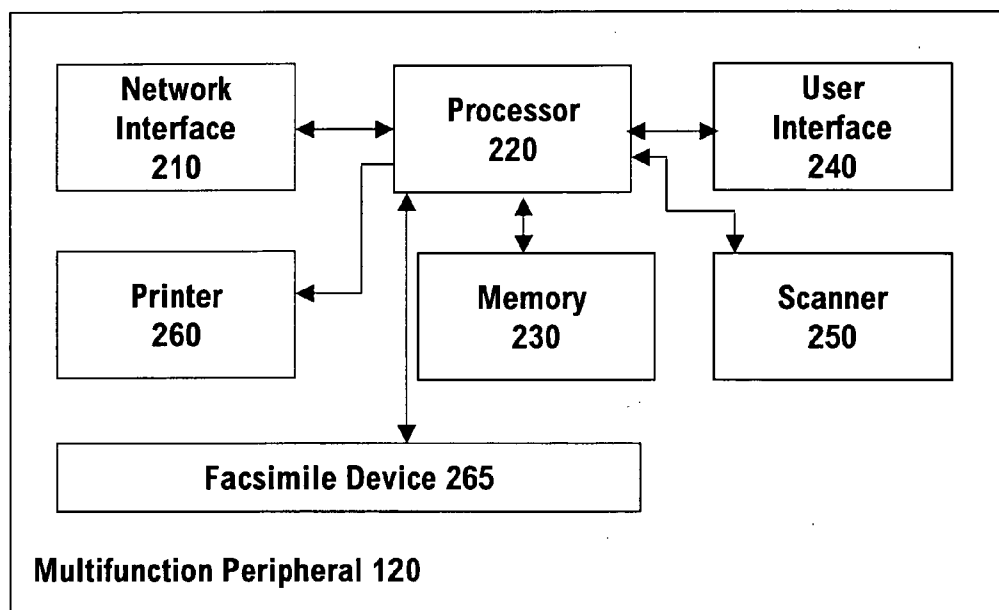 Network
Interface
210
Processor
220
User
Interface
240
Printer
260
Memory
230
Scanner
250
Facsimile Device 265
Multifunction Peripheral 120